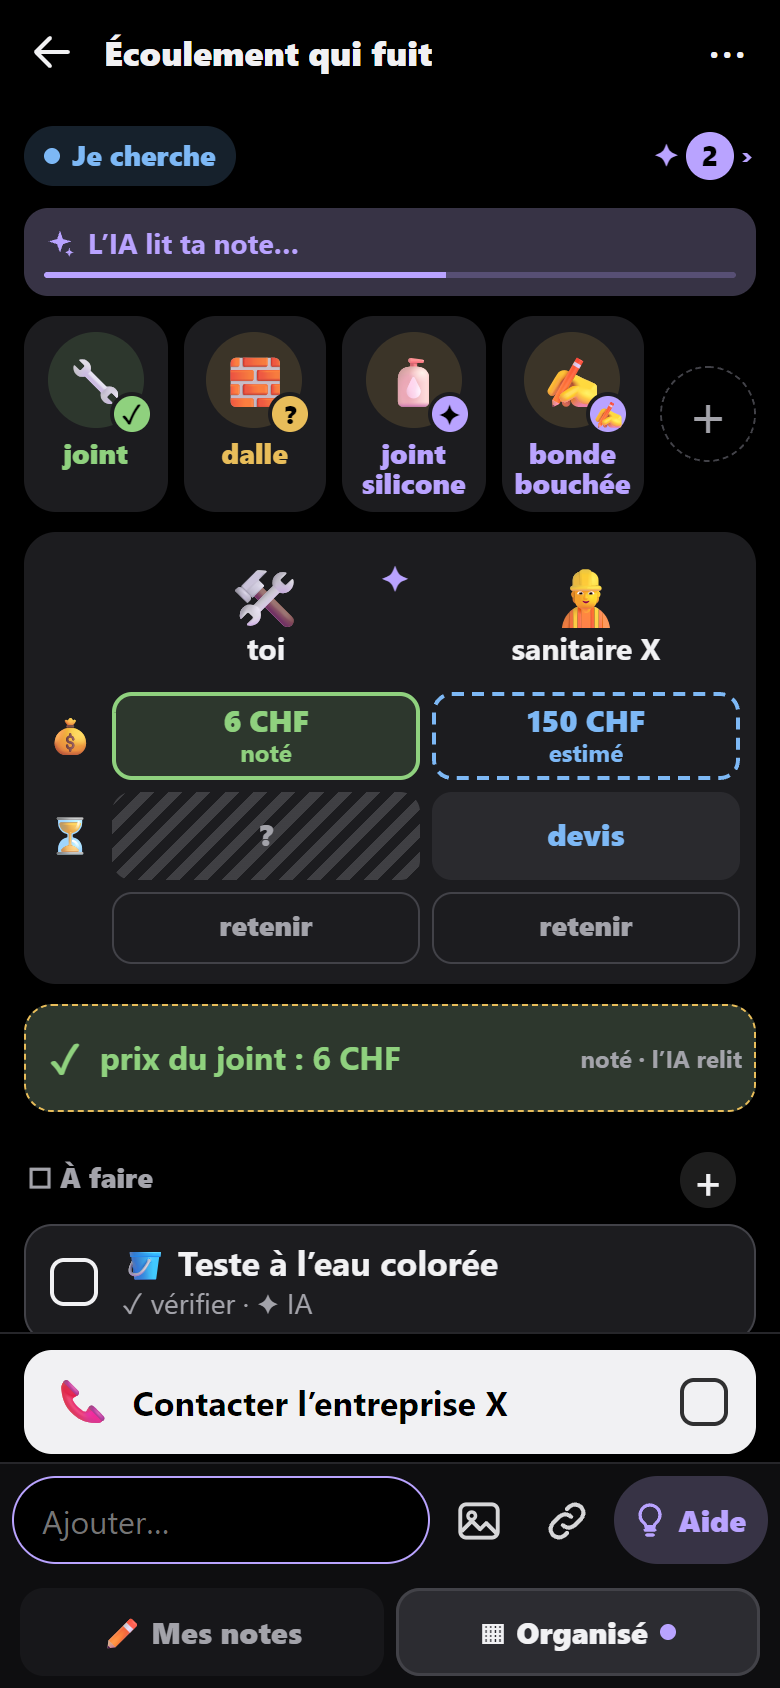 Écoulement qui fuit
Je cherche
2
L’IA lit ta note…
joint
dalle
?
joint
silicone
bonde
bouchée
+
toi
sanitaire X
6 CHF
noté
150 CHF
estimé
?
devis
retenir
retenir
✓ prix du joint : 6 CHF
noté · l’IA relit
À faire
+
Teste à l’eau colorée
✓ vérifier · ✦ IA
Contacter l’entreprise X
Ajouter…
Aide
Mes notes
Organisé